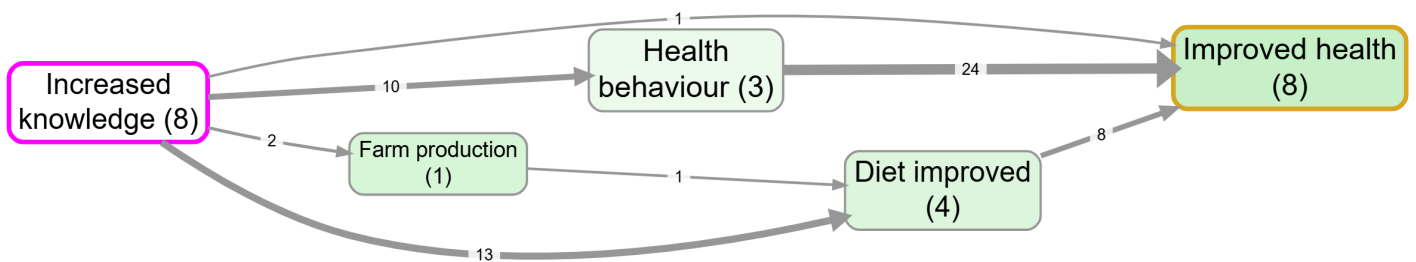 1
Increased
knowledge (8)
10
Health
behaviour (3)
24
Improved health
(8)
2
Farm production
(1)
1
Diet improved
(4)
8
13